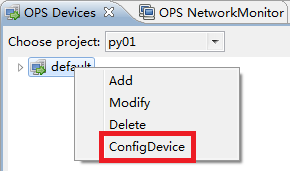 OPS Devices OPS NetworkMonitor
Choose project: py01
default
Add
Modify
Delete
ConfigDevice